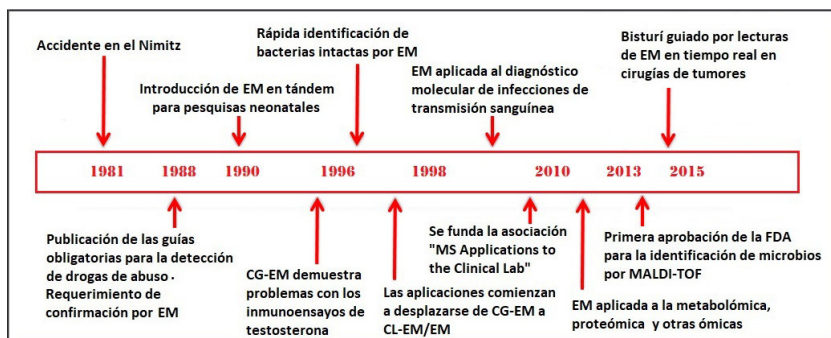 Accidente en el Nimitz
Introducción de EM en tándem
para pesquisas neonatales
Rápida identificación de
bacterias intactas por EM
EM aplicada al diagnóstico
molecular de infecciones de
transmisión sanguínea
Bisturí guiado por lecturas
de EM en tiempo real en
cirugías de tumores
1981 1988 1990 1996 1998 2010 2013 2015
Publicación de las guías
obligatorias para la detección
de drogas de abuso.
Requerimiento de
confirmación por EM
CG-EM demuestra
problemas con los
inmunoensayos de
testosterona
Las aplicaciones comienzan
a desplazarse de CG-EM a
CL-EM/EM
Se funda la asociación
"MS Applications to
the Clinical Lab"
EM aplicada a la metabolómica,
proteómica y otras ómicas
Primera aprobación de la FDA
para la identificación de microbios
por MALDI-TOF